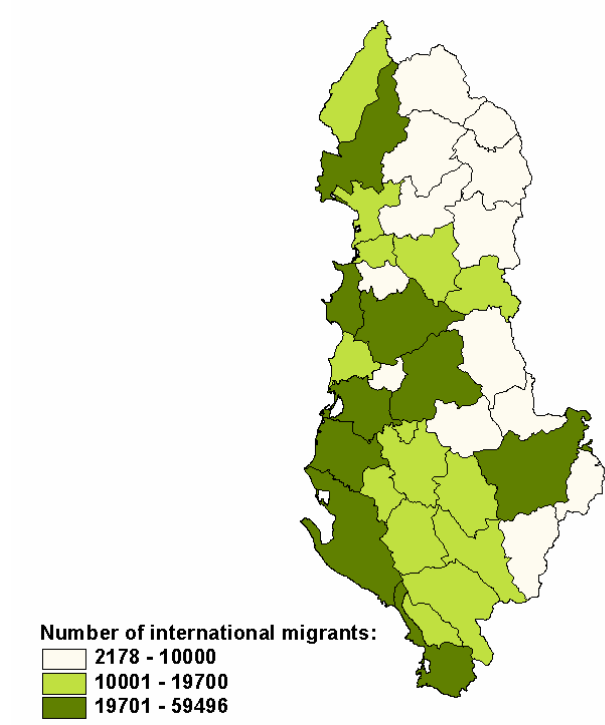 Number of international migrants:
2178 - 10000
10001 - 19700
19701 - 59496